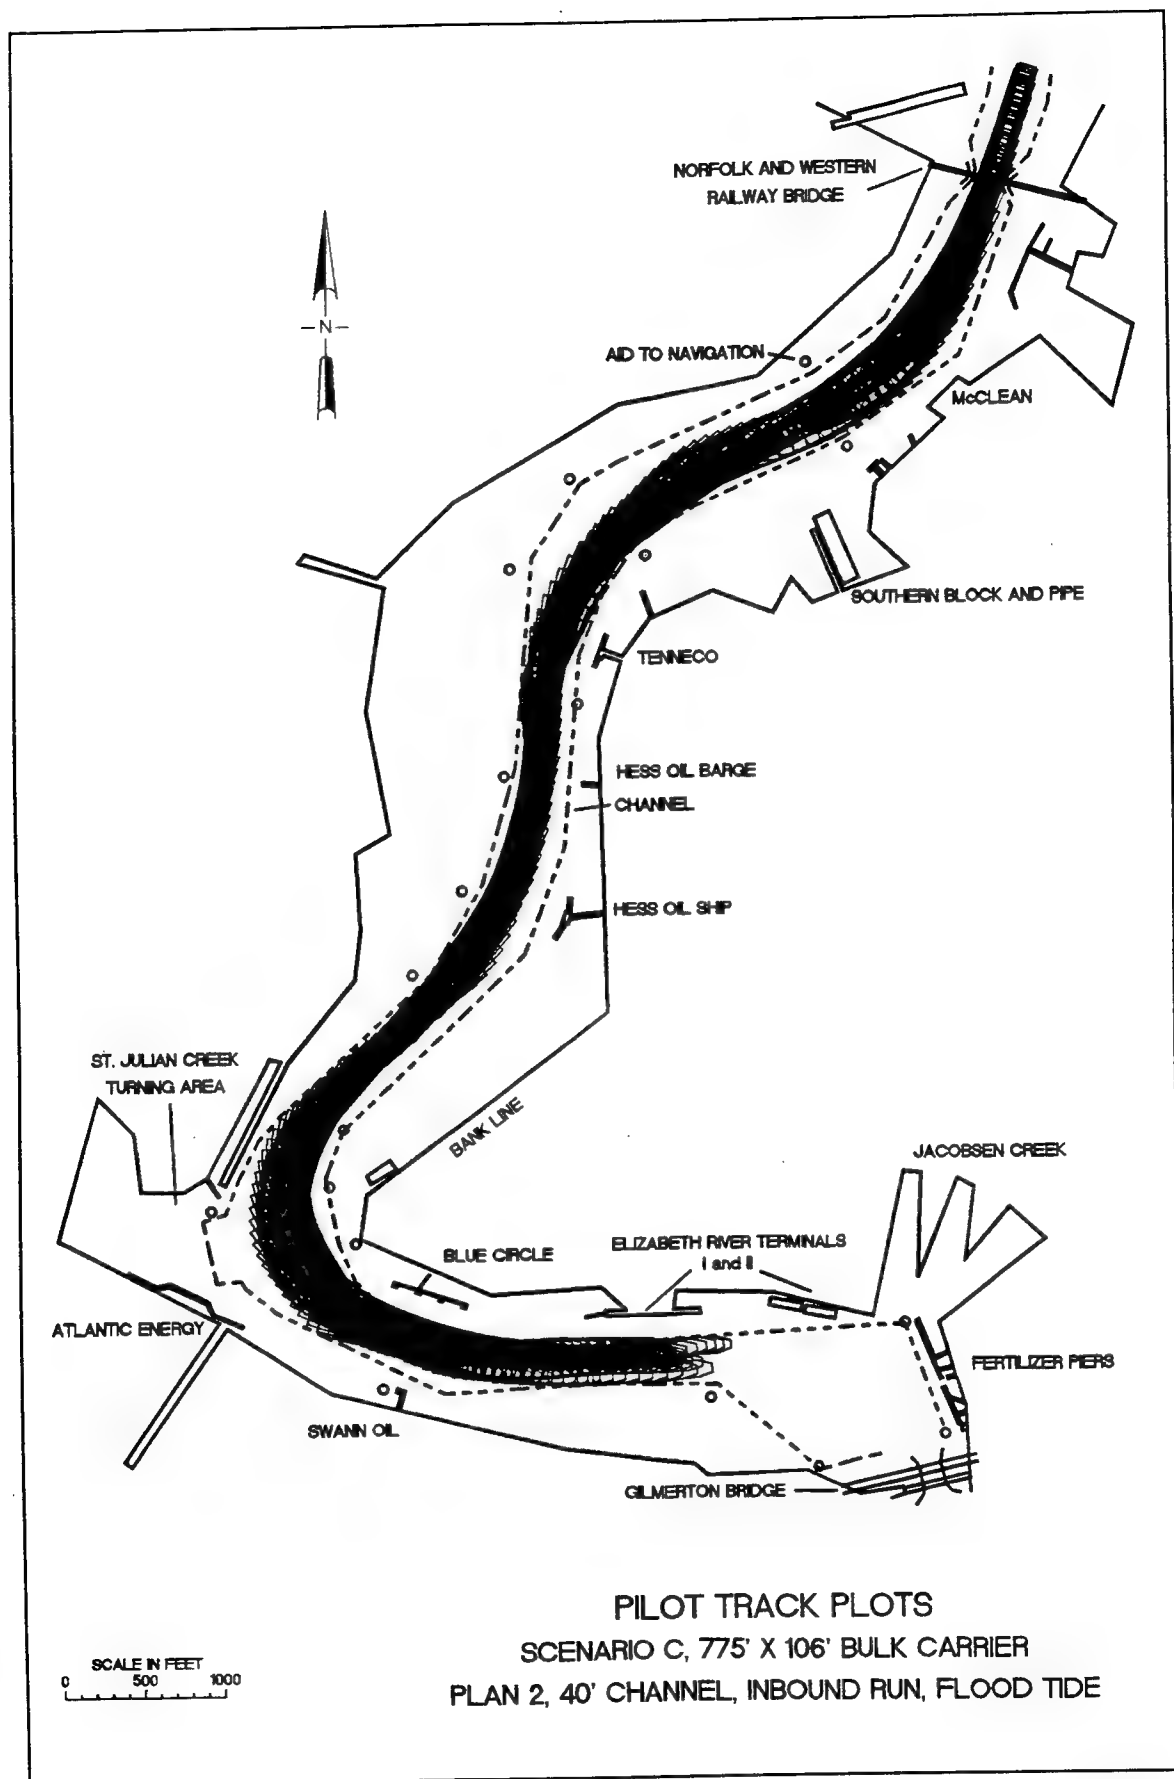 NORFOLK AND WESTERN
RAILWAY BRIDGE
N
AID TO NAVIGATION
McCLEAN
SOUTHERN BLOCK AND PIPE
TENNECO
HESS OIL BARGE
CHANNEL
HESS OIL SHIP
ST. JULIAN CREEK
TURNING AREA
BANK LINE
JACOBSEN CREEK
BLUE CIRCLE
ELIZABETH RIVER TERMINALS
I and II
ATLANTIC ENERGY
FERTILIZER PIERS
SWANN OIL
GILMERTON BRIDGE
PILOT TRACK PLOTS
SCENARIO C, 775' X 106' BULK CARRIER
PLAN 2, 40' CHANNEL, INBOUND RUN, FLOOD TIDE
SCALE IN FEET
0 500 1000